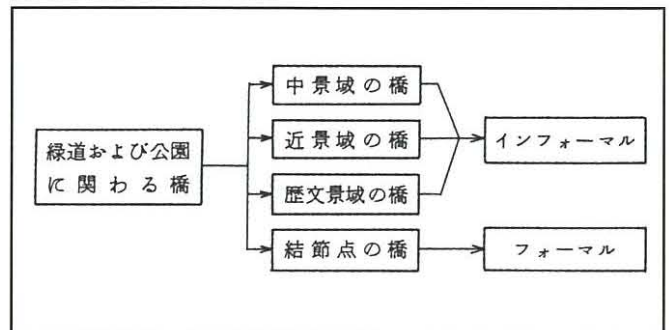 緑道および公園
に関わる橋
中景域の橋
近景域の橋
歴文景域の橋
結節点の橋
インフォーマル
フォーマル